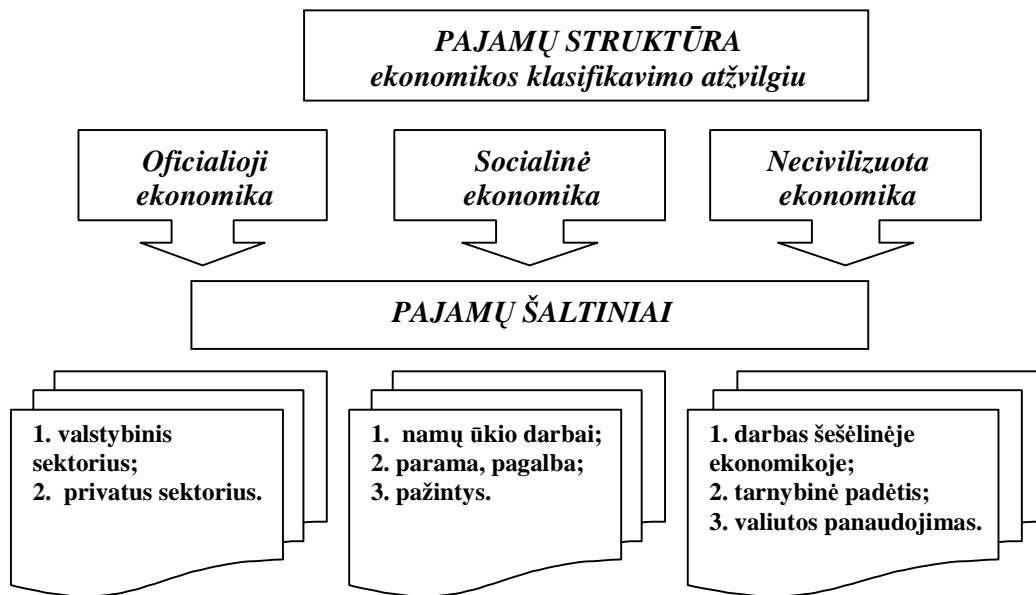 PAJAMŲ STRUKTŪRA
ekonomikos klasifikavimo atžvilgiu
Oficialioji
ekonomika
Socialinė
ekonomika
Necivilizuota
ekonomika
PAJAMŲ ŠALTINIAI
1. valstybinis
sektorius;
2. privatus sektorius.
1. namų ūkio darbai;
2. parama, pagalba;
3. pažintys.
1. darbas šešėlinėje
ekonomikoje;
2. tarnybinė padėtis;
3. valiutos panaudojimas.